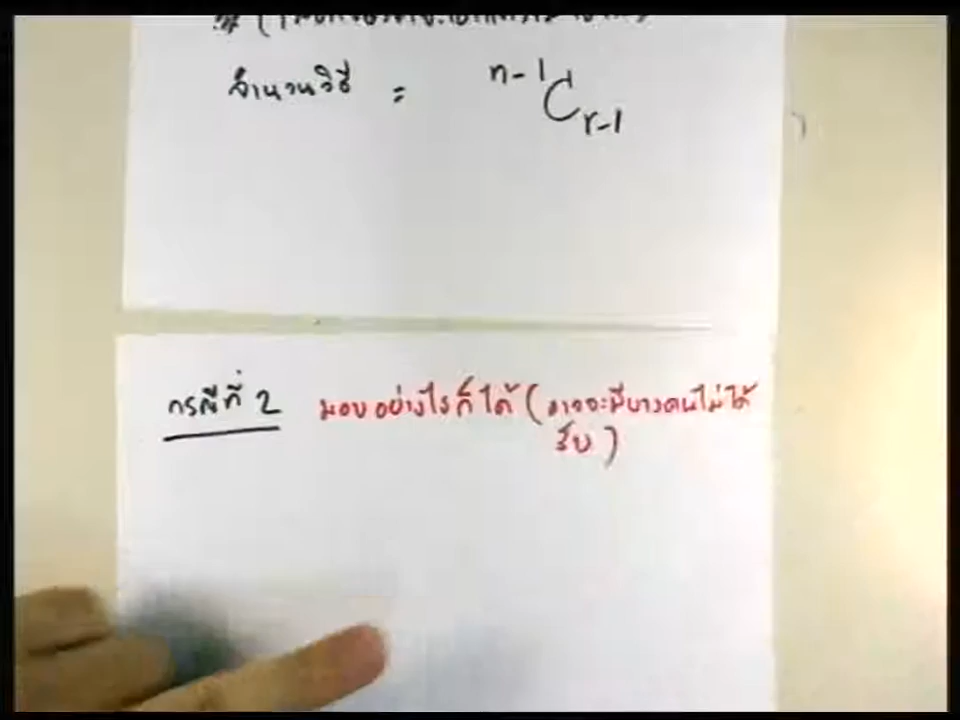 จำนวนวิธี = n-1Cr-1
กรณีที่ 2 มอบอย่างไรก็ได้ (อาจจะมีบางคนไม่ได้
รับ)